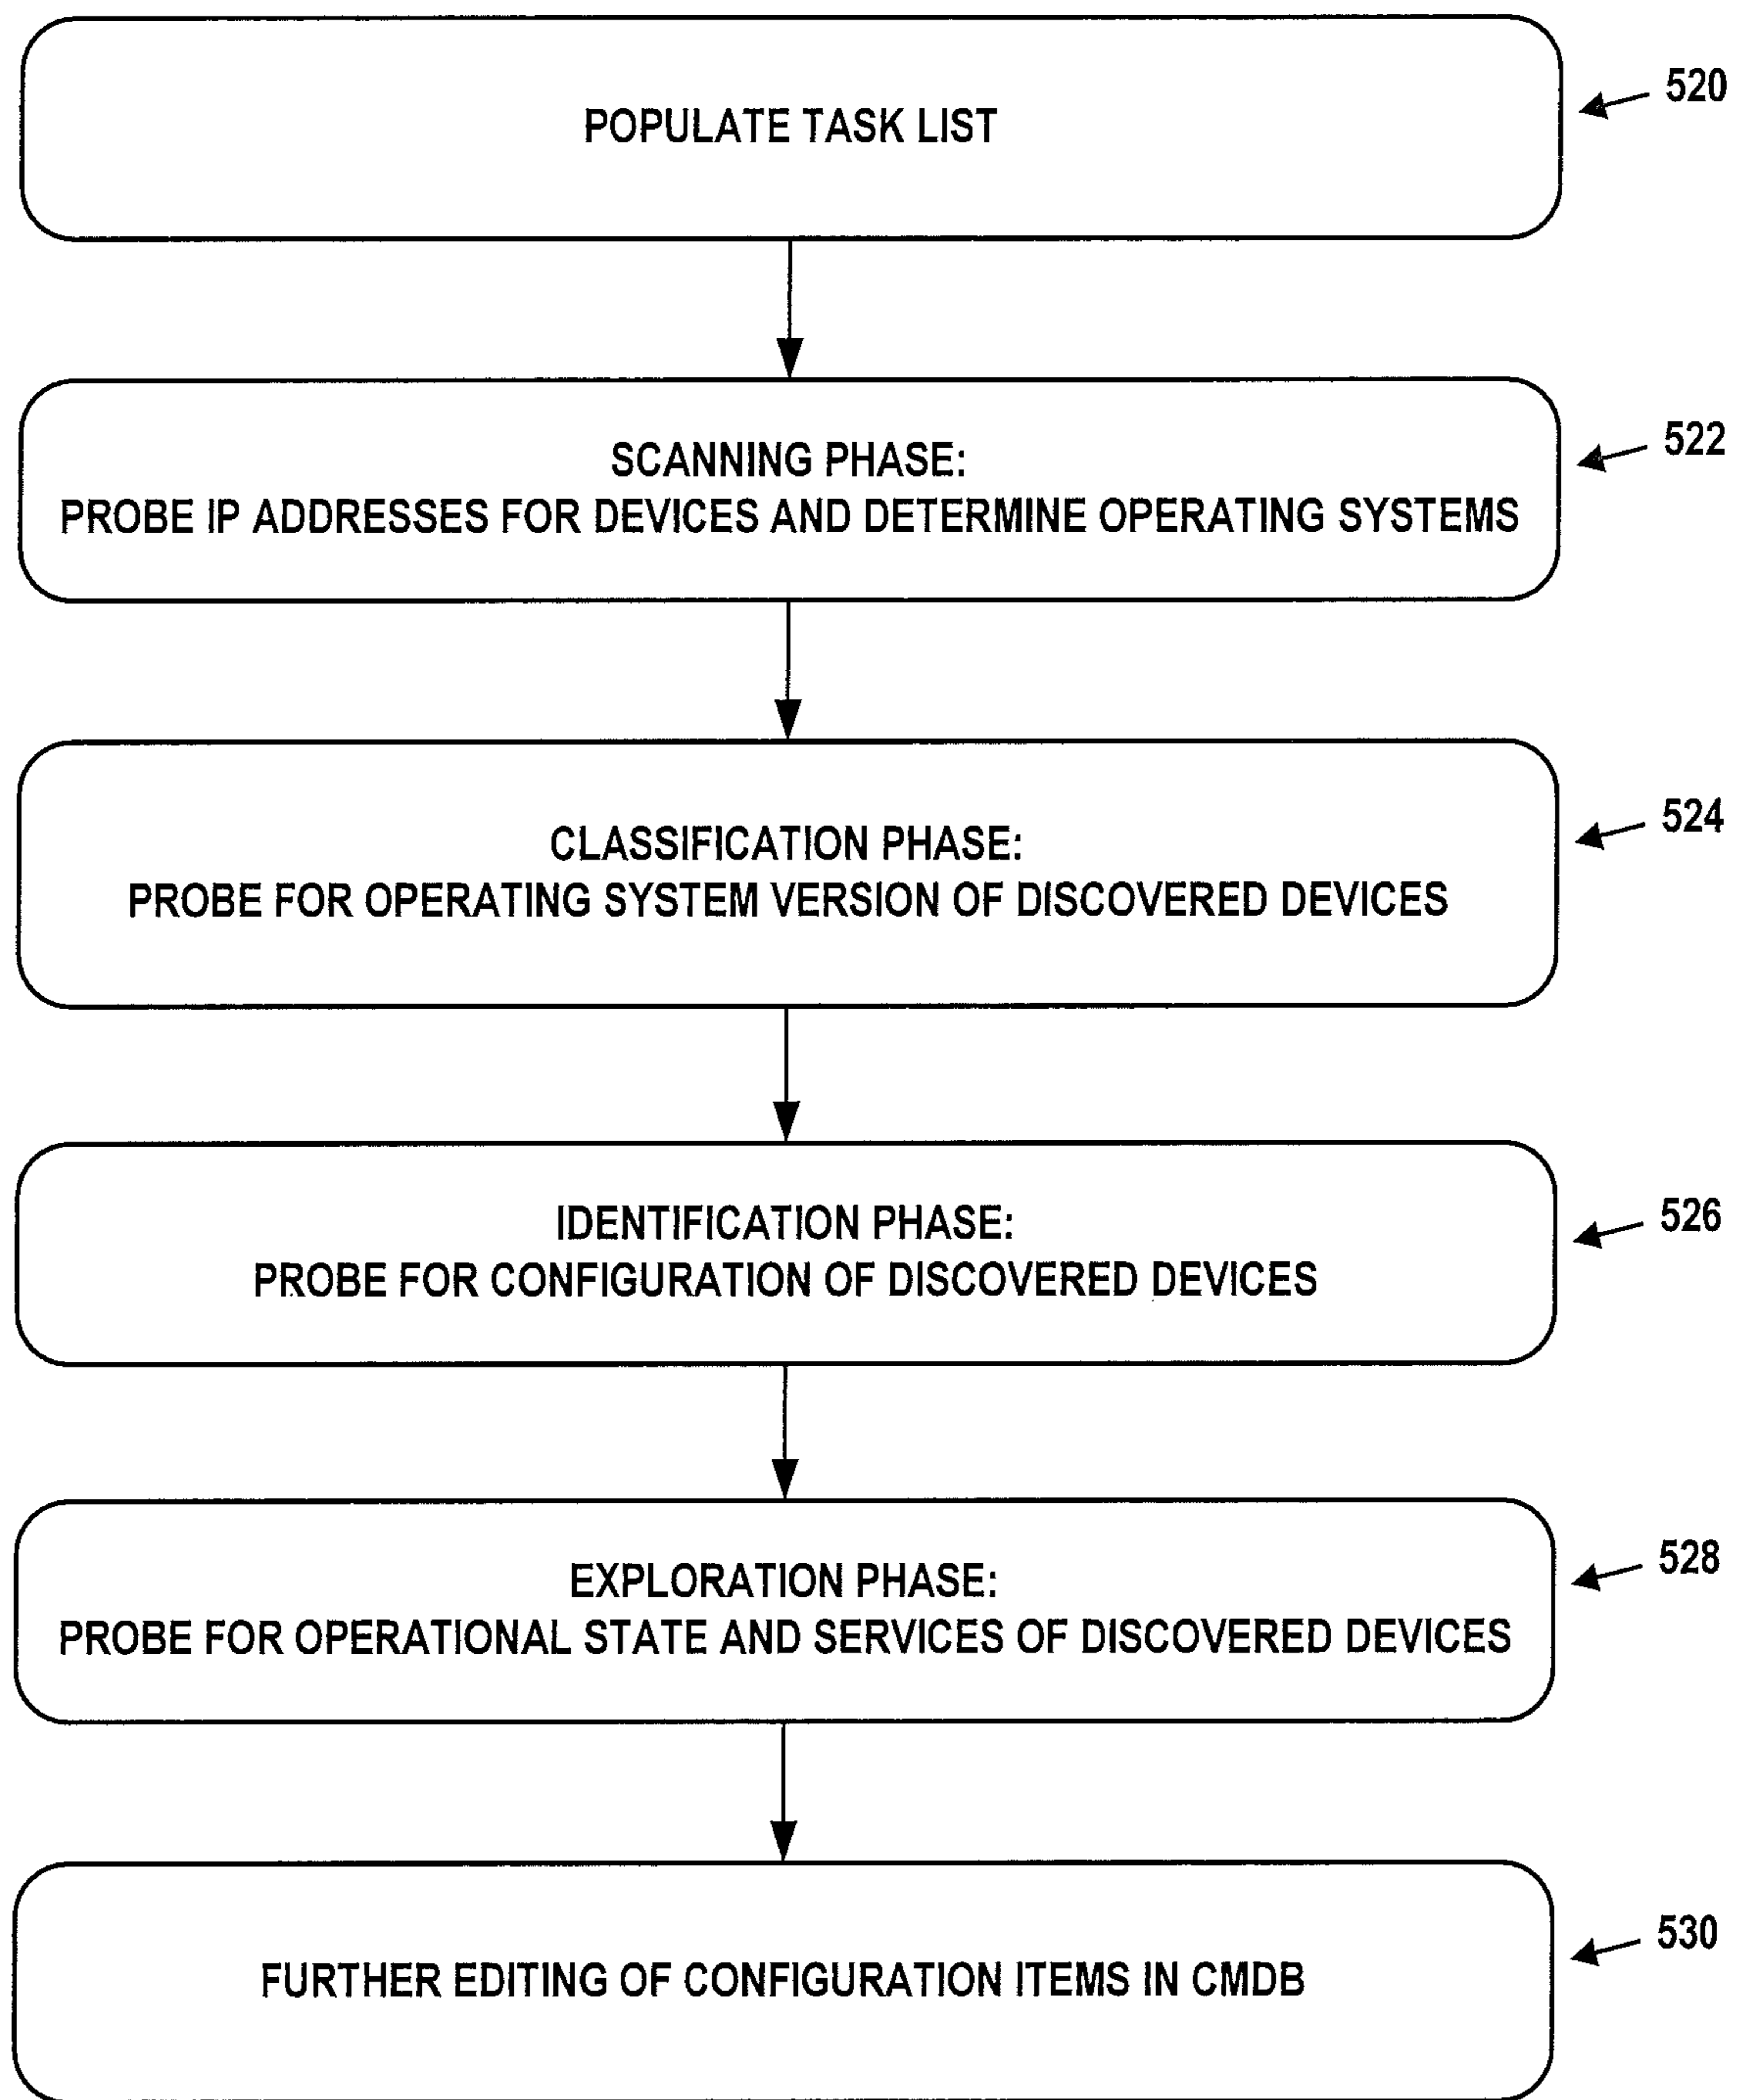 POPULATE TASK LIST
520
SCANNING PHASE:
PROBE IP ADDRESSES FOR DEVICES AND DETERMINE OPERATING SYSTEMS
522
CLASSIFICATION PHASE:
PROBE FOR OPERATING SYSTEM VERSION OF DISCOVERED DEVICES
524
IDENTIFICATION PHASE:
PROBE FOR CONFIGURATION OF DISCOVERED DEVICES
526
EXPLORATION PHASE:
PROBE FOR OPERATIONAL STATE AND SERVICES OF DISCOVERED DEVICES
528
FURTHER EDITING OF CONFIGURATION ITEMS IN CMDB
530